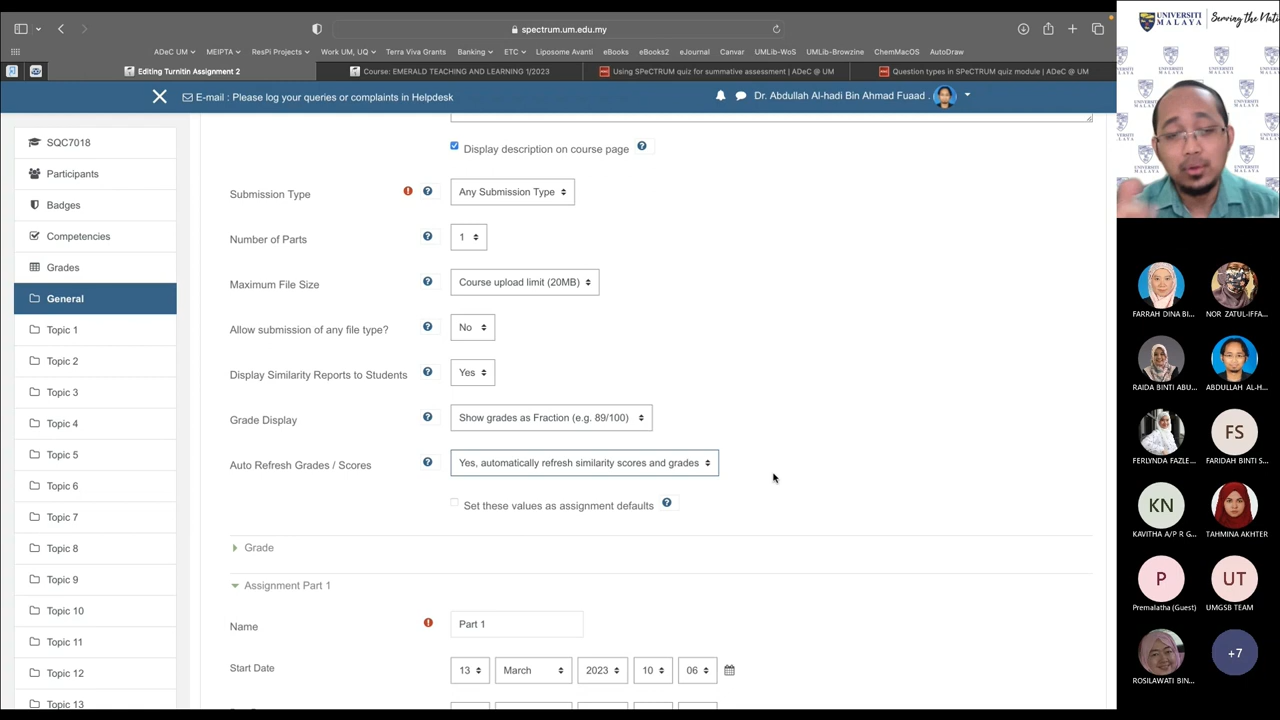 spectrum.um.edu.my
ADeC UM
MEIPTA
ResPi Projects
Work UM, UQ
Terra Viva Grants
Banking
ETC
Liposome Avanti
eBooks
eBooks2
eJournal
Canvar
UMLib-WoS
UMLib-Browzine
ChemMacOS
AutoDraw
Editing Turnitin Assignment 2
Course: EMERALD TEACHING AND LEARNING 1/2023
Using SPeCTRUM quiz for summative assessment | ADeC @ UM
Question types in SPeCTRUM quiz module | ADeC @ UM
E-mail : Please log your queries or complaints in Helpdesk
Dr. Abdullah Al-hadi Bin Ahmad Fuaad .
SQC7018
Participants
Badges
Competencies
Grades
General
Topic 1
Topic 2
Topic 3
Topic 4
Topic 5
Topic 6
Topic 7
Topic 8
Topic 9
Topic 10
Topic 11
Topic 12
Topic 13
Display description on course page
Submission Type
Any Submission Type
Number of Parts
1
Maximum File Size
Course upload limit (20MB)
Allow submission of any file type?
No
Display Similarity Reports to Students
Yes
Grade Display
Show grades as Fraction (e.g. 89/100)
Auto Refresh Grades / Scores
Yes, automatically refresh similarity scores and grades
Set these values as assignment defaults
Grade
Assignment Part 1
Name
Part 1
Start Date
13
March
2023
10
06
UNIVERSITI
MALAYA
Serving the Nati
FARRAH DINA BI...
NOR ZATUL-IFFA...
RAIDA BINTI ABU...
ABDULLAH AL-H...
FERLYNDA FAZLE...
FS
FARIDAH BINTI S...
KN
KAVITHA A/P R G...
TAHMINA AKHTER
P
Premalatha (Guest)
UT
UMGSB TEAM
ROSILAWATI BIN...
+7